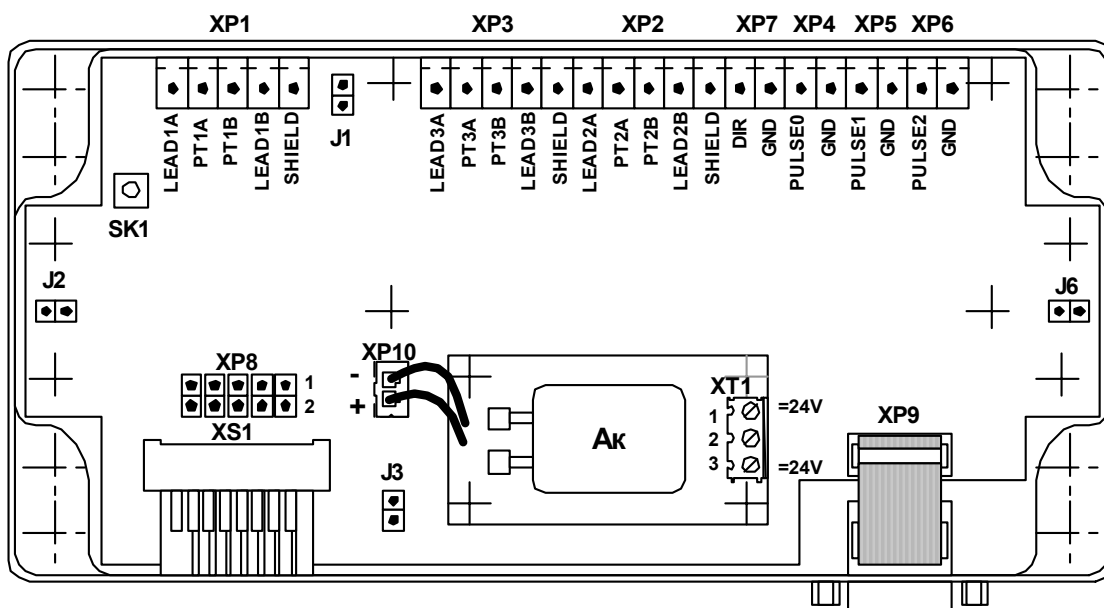 XP1 XP3 XP2 XP7 XP4 XP5 XP6
LEAD1A
PT1A
PT1B
LEAD1B
SHIELD
J1
LEAD3A
PT3A
PT3B
LEAD3B
SHIELD
LEAD2A
PT2A
PT2B
LEAD2B
SHIELD
DIR
GND
PULSE0
GND
PULSE1
GND
PULSE2
GND
SK1
J2
J6
XP8
1
2
XS1
XP10
-
+
J3
Ак
XT1
1
2
3
=24V
=24V
XP9